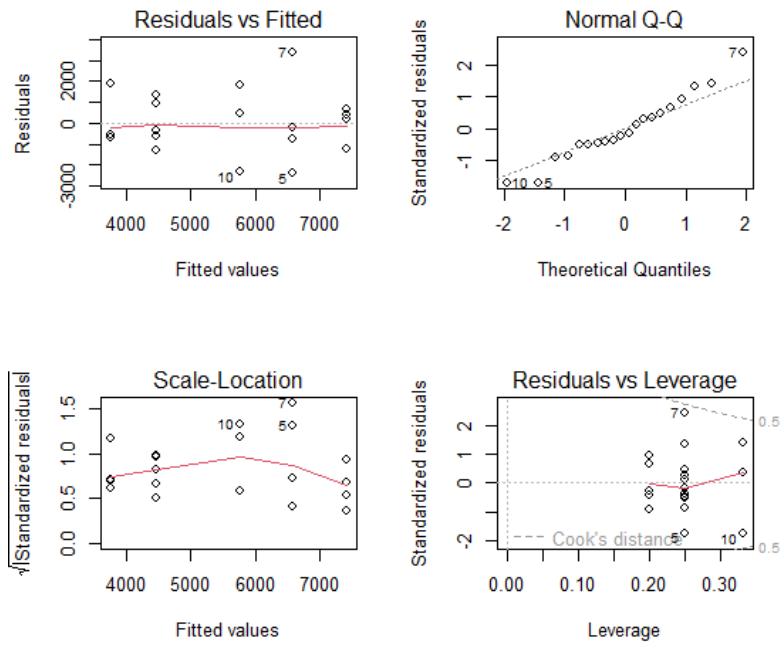 Residuals vs Fitted
Residuals
2000
0
-3000
7
10
5
4000 5000 6000 7000
Fitted values
Normal Q-Q
Standardized residuals
2
1
0
-1
7
10
5
-2 -1 0 1 2
Theoretical Quantiles
Scale-Location
√|Standardized residuals|
1.5
1.0
0.5
0.0
7
10
5
4000 5000 6000 7000
Fitted values
Residuals vs Leverage
Standardized residuals
2
1
0
-2
7
0.5
Cook's distance
5
10
0.5
0.00 0.10 0.20 0.30
Leverage